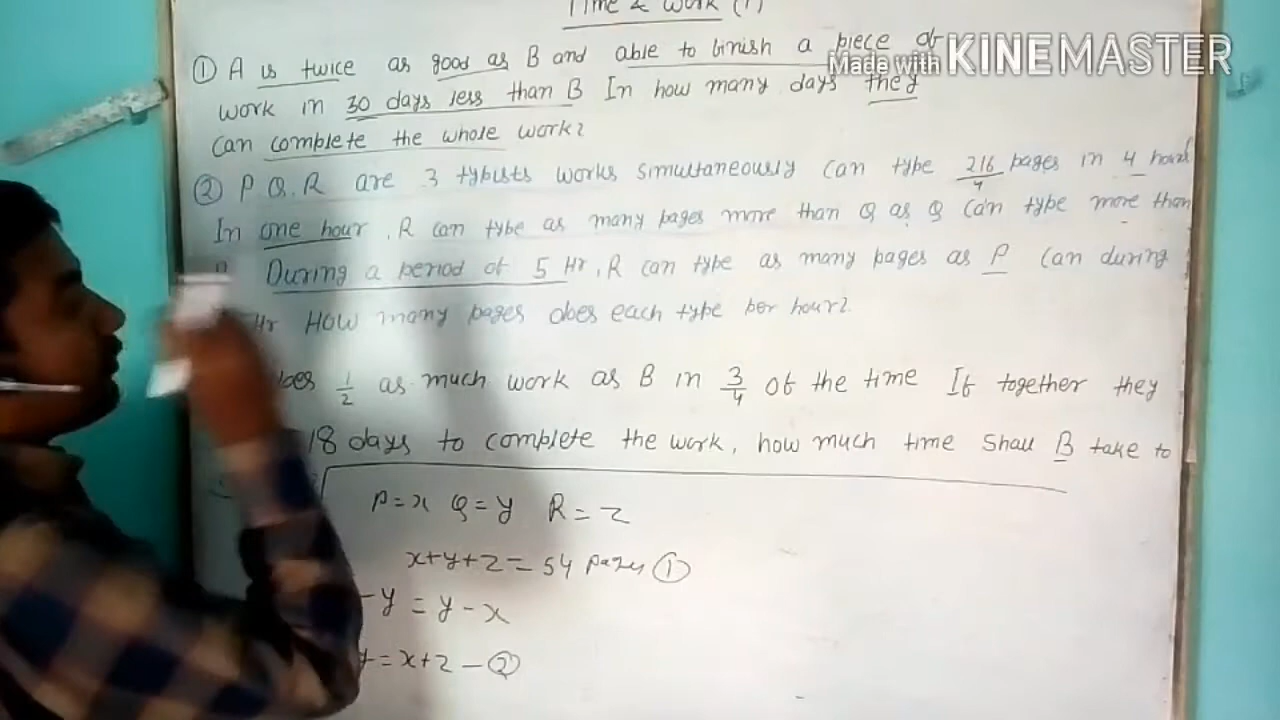 Time & Work (1)
Made with KINEMASTER
① A is twice as good as B and able to finish a piece of
work in 30 days less than B In how many days they
can complete the whole work?
② P Q, R are 3 typists works simultaneously can type 216/4 pages in 4 hour
In one hour, R can type as many pages more than Q as Q can type more than
During a period of 5 Hr, R can type as many pages as P can during
Hr How many pages does each type per hour?
does 1/2 as much work as B in 3/4 of the time If together they
18 days to complete the work, how much time shall B take to
P=x Q=y R=z
x+y+z=54 pages ①
-y = y-x
y=x+z-②